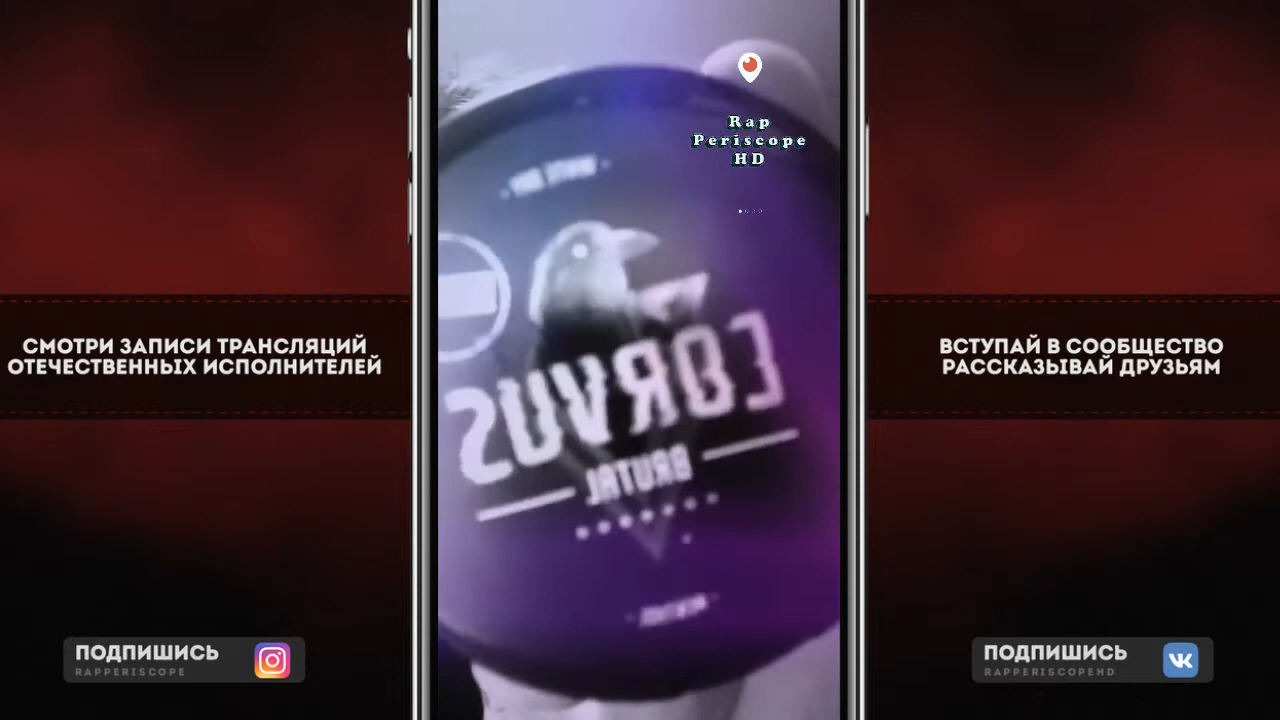 Rap
Periscope
HD
CORVUS
BRUTAL
СМОТРИ ЗАПИСИ ТРАНСЛЯЦИЙ
ОТЕЧЕСТВЕННЫХ ИСПОЛНИТЕЛЕЙ
ВСТУПАЙ В СООБЩЕСТВО
РАССКАЗЫВАЙ ДРУЗЬЯМ
ПОДПИШИСЬ
RAPPERISCOPE
ПОДПИШИСЬ
RAPPERISCOPEHD